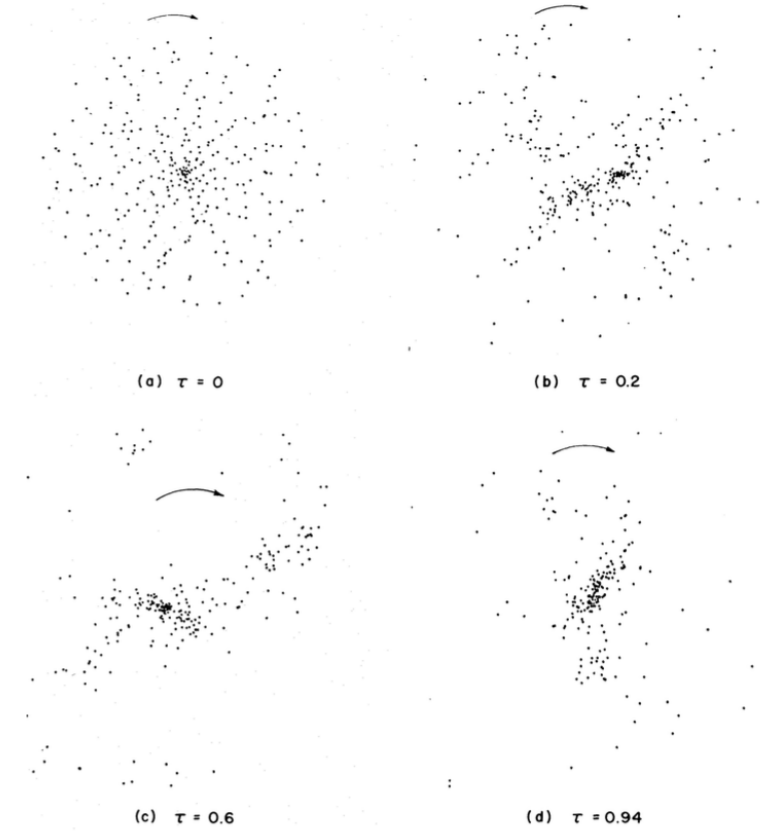 (a) τ = 0
(b) τ = 0.2
(c) τ = 0.6
(d) τ = 0.94